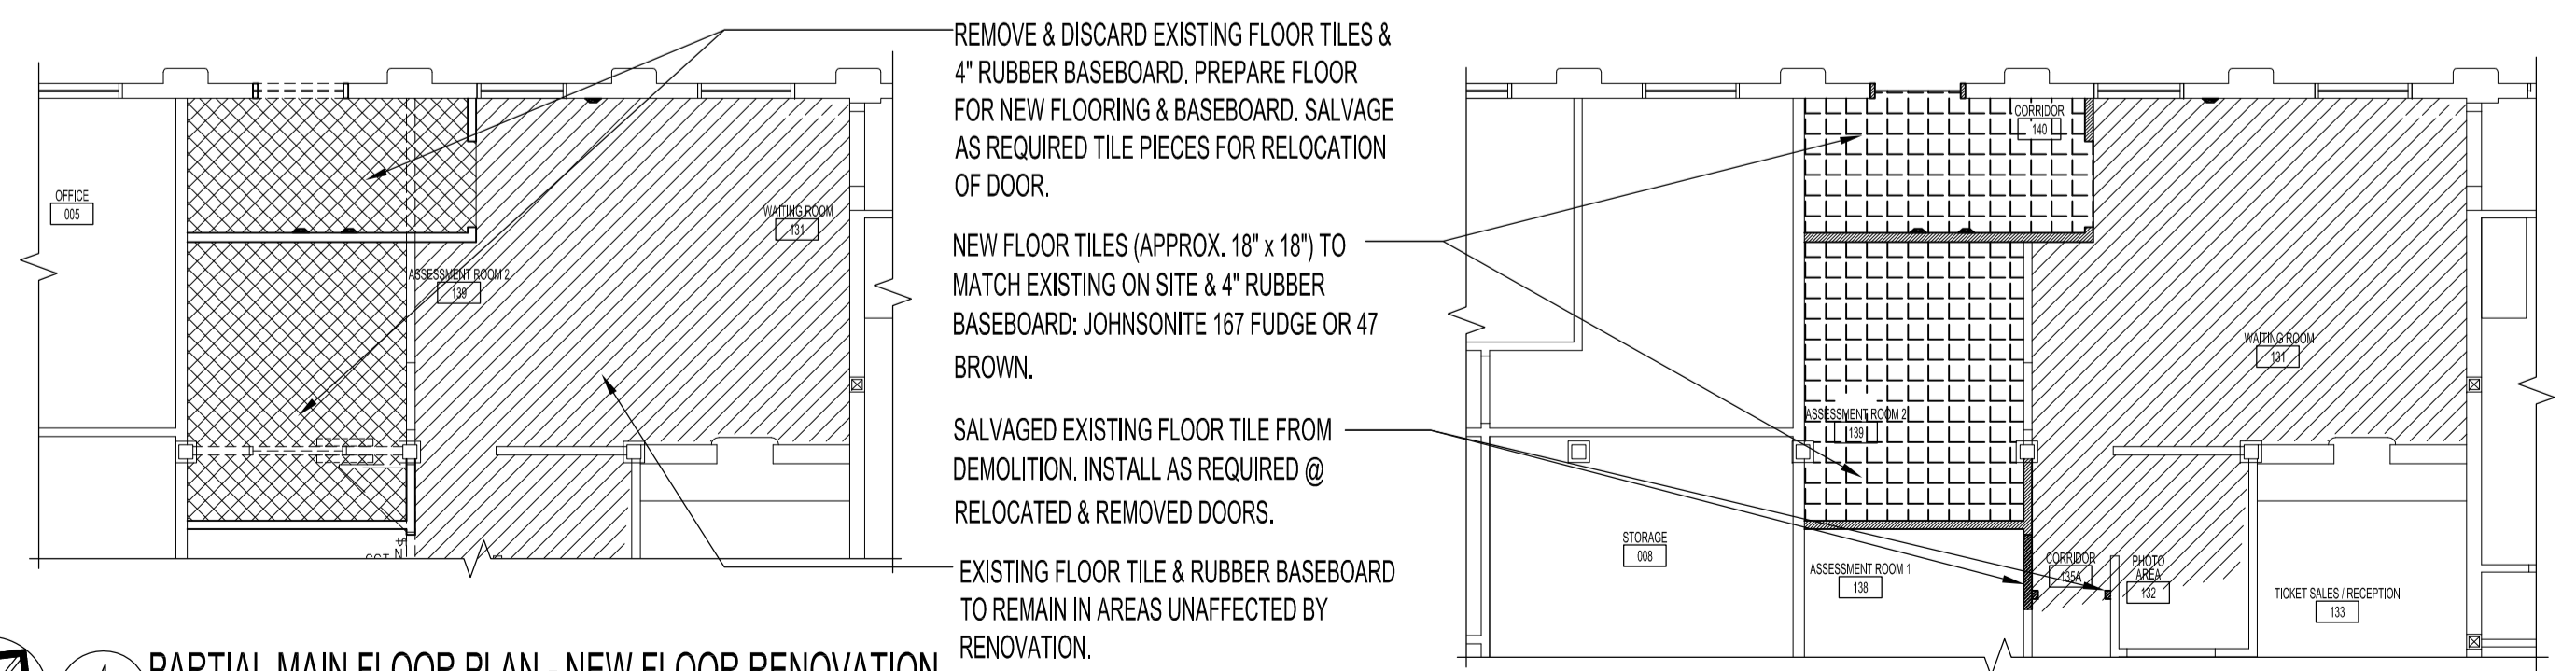 REMOVE & DISCARD EXISTING FLOOR TILES &
4" RUBBER BASEBOARD. PREPARE FLOOR
FOR NEW FLOORING & BASEBOARD. SALVAGE
AS REQUIRED TILE PIECES FOR RELOCATION
OF DOOR.
NEW FLOOR TILES (APPROX. 18" x 18") TO
MATCH EXISTING ON SITE & 4" RUBBER
BASEBOARD: JOHNSONITE 167 FUDGE OR 47
BROWN.
SALVAGED EXISTING FLOOR TILE FROM
DEMOLITION. INSTALL AS REQUIRED @
RELOCATED & REMOVED DOORS.
EXISTING FLOOR TILE & RUBBER BASEBOARD
TO REMAIN IN AREAS UNAFFECTED BY
RENOVATION.
OFFICE
005
WAITING ROOM
131
ASSESSMENT ROOM 2
139
PARTIAL MAIN FLOOR PLAN - NEW FLOOR RENOVATION
CORRIDOR
140
WAITING ROOM
131
ASSESSMENT ROOM 2
139
STORAGE
008
ASSESSMENT ROOM 1
138
CORRIDOR
135A
PHOTO
AREA
132
TICKET SALES / RECEPTION
133